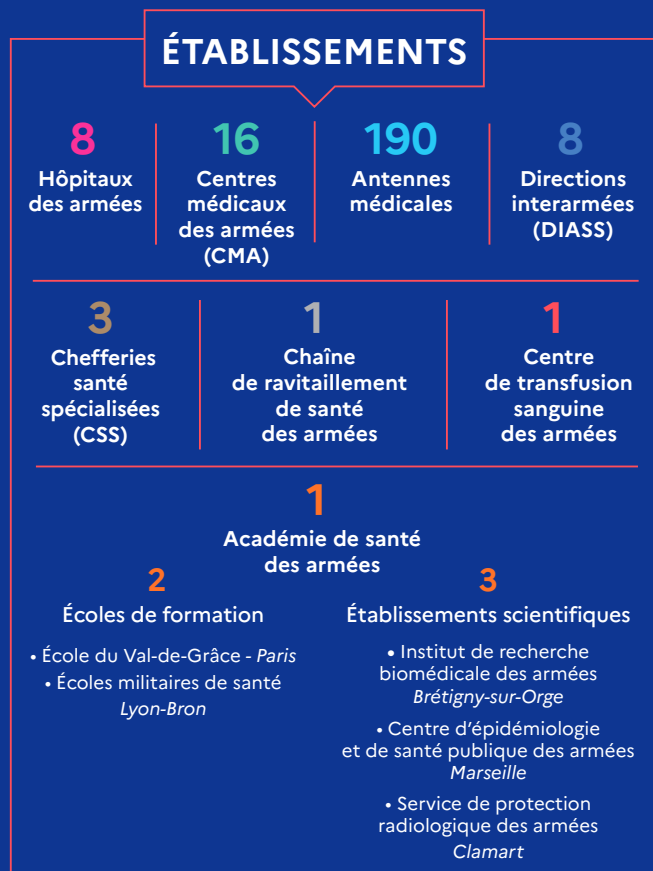 ÉTABLISSEMENTS
8
Hôpitaux
des armées
16
Centres
médicaux
des armées
(CMA)
190
Antennes
médicales
8
Directions
interarmées
(DIASS)
3
Chefferies
santé
spécialisées
(CSS)
1
Chaîne
de ravitaillement
de santé
des armées
1
Centre
de transfusion
sanguine
des armées
1
Académie de santé
des armées
2
Écoles de formation
• École du Val-de-Grâce - Paris
• Écoles militaires de santé
Lyon-Bron
3
Établissements scientifiques
• Institut de recherche
biomédicale des armées
Brétigny-sur-Orge
• Centre d'épidémiologie
et de santé publique des armées
Marseille
• Service de protection
radiologique des armées
Clamart